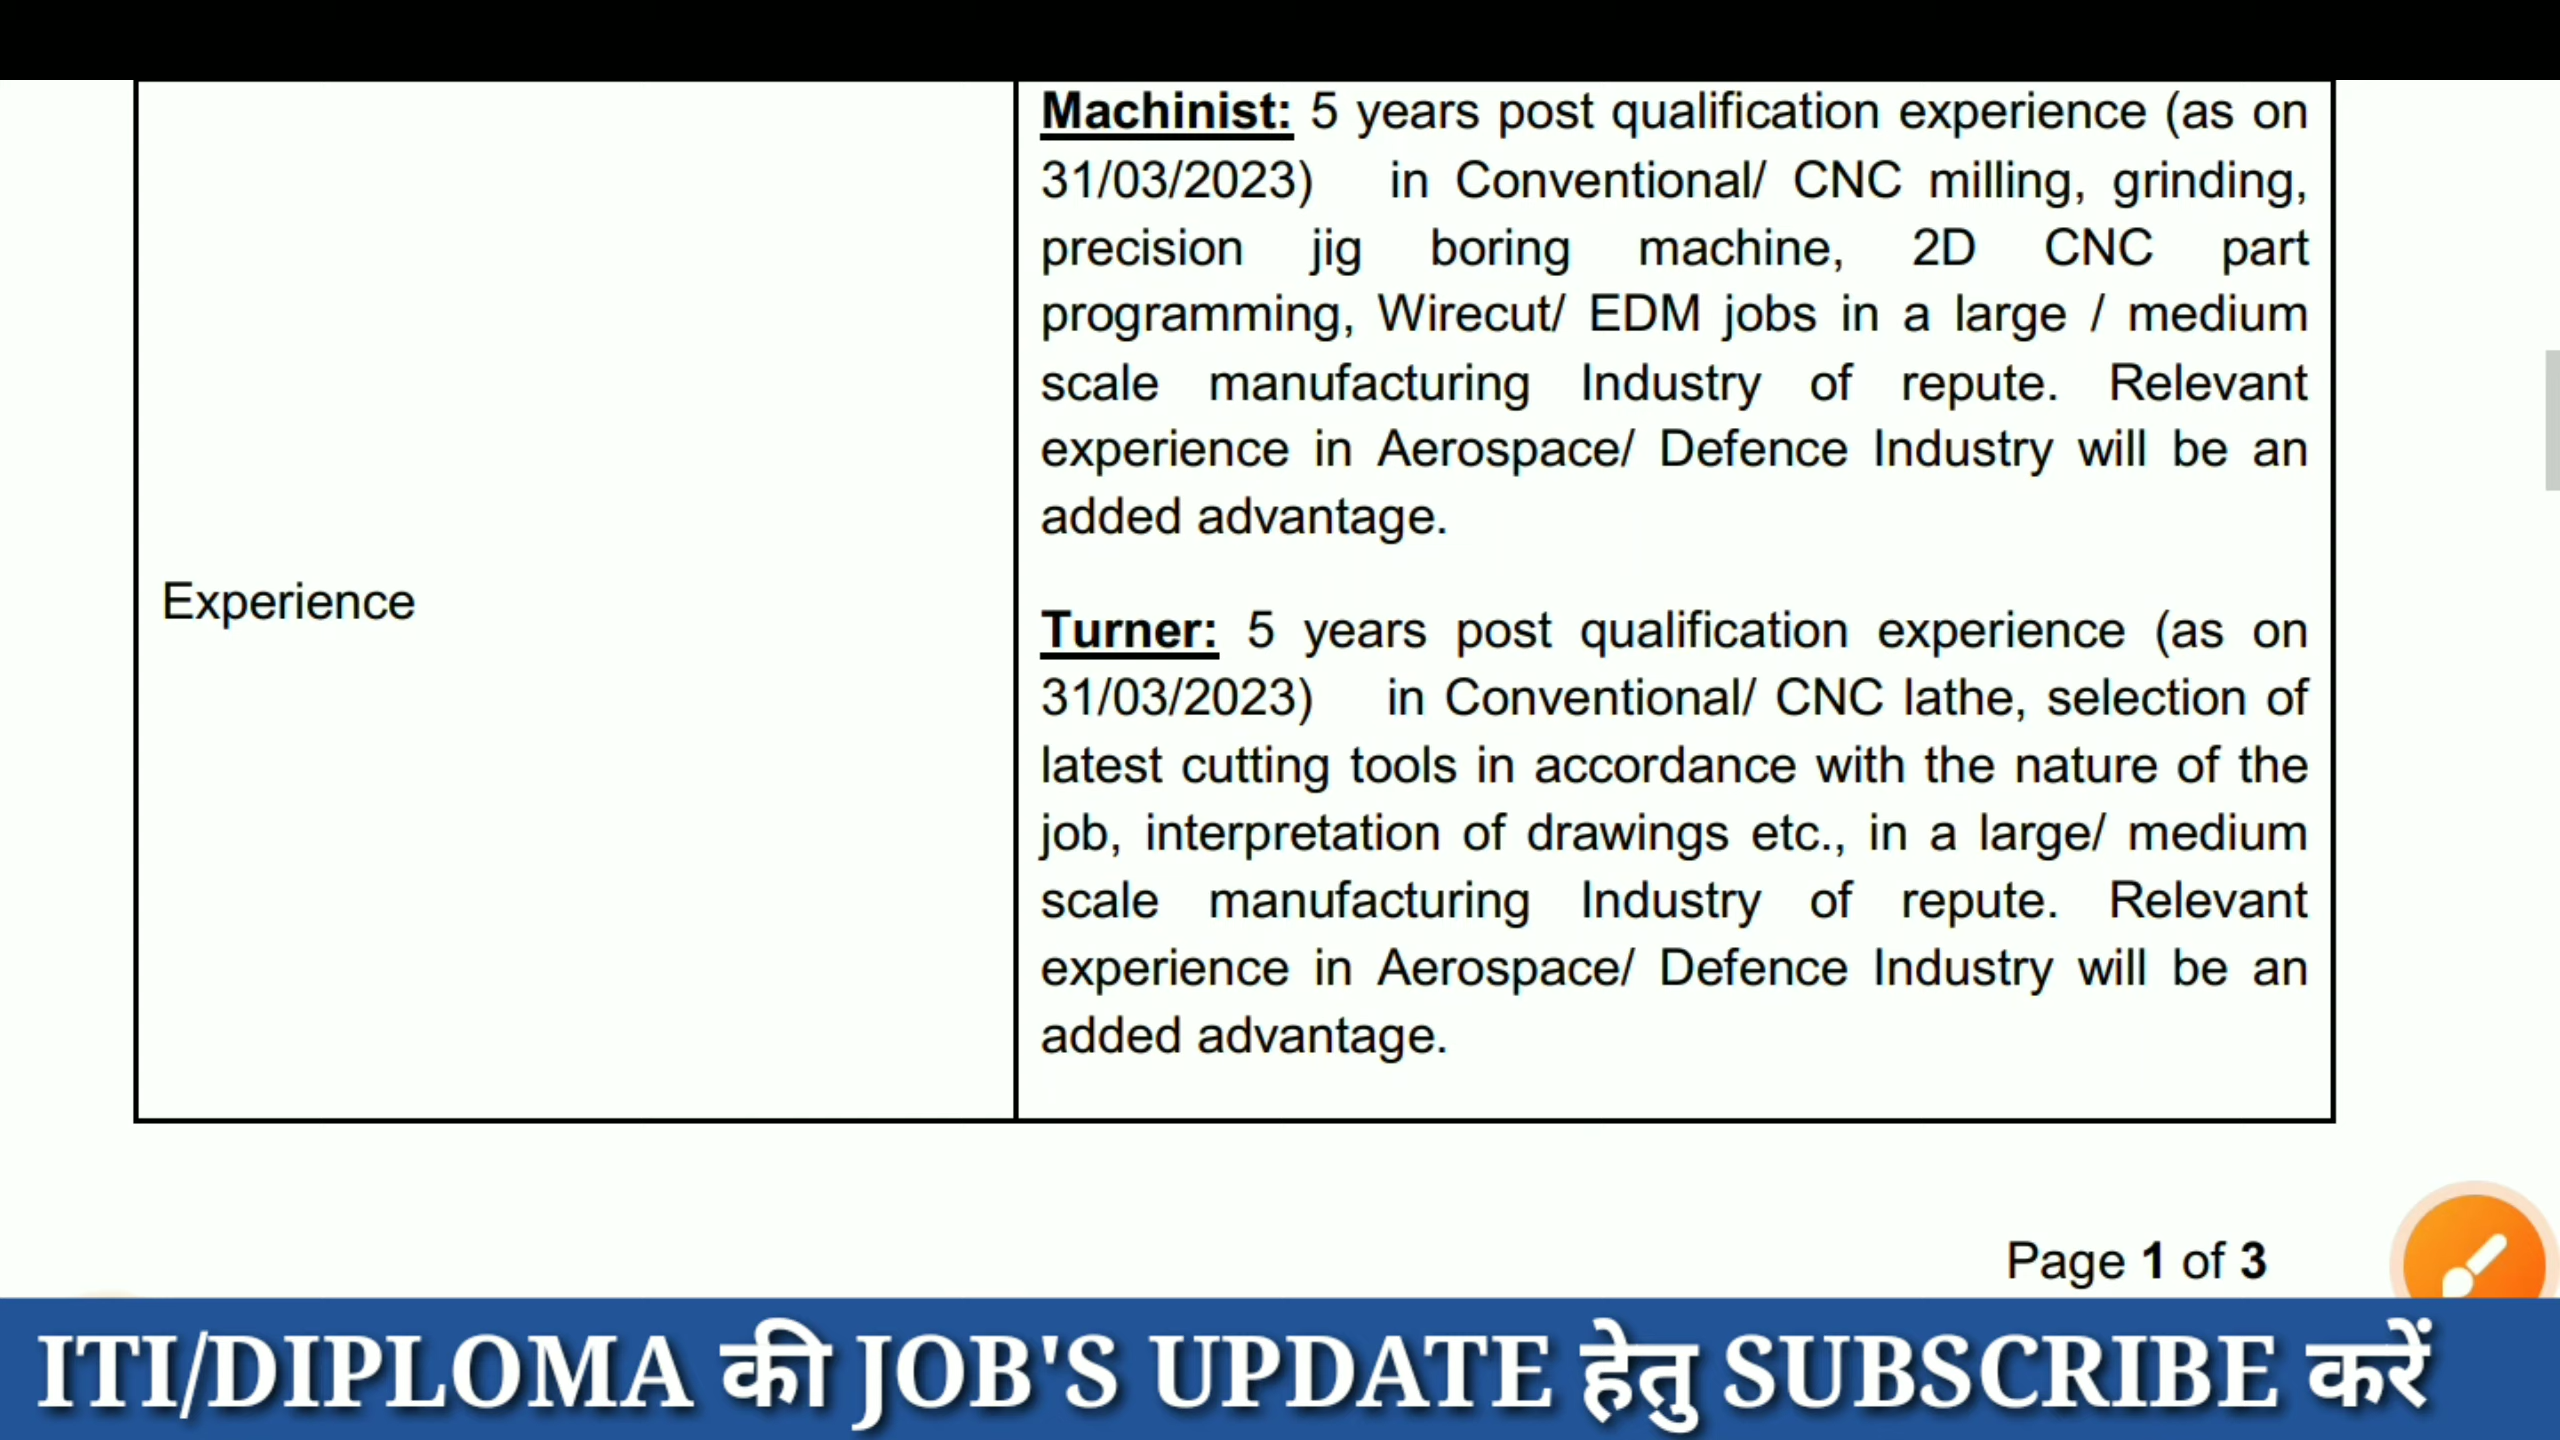 Machinist: 5 years post qualification experience (as on
31/03/2023) in Conventional/ CNC milling, grinding,
precision jig boring machine, 2D CNC part
programming, Wirecut/ EDM jobs in a large / medium
scale manufacturing Industry of repute. Relevant
experience in Aerospace/ Defence Industry will be an
added advantage.
Experience
Turner: 5 years post qualification experience (as on
31/03/2023) in Conventional/ CNC lathe, selection of
latest cutting tools in accordance with the nature of the
job, interpretation of drawings etc., in a large/ medium
scale manufacturing Industry of repute. Relevant
experience in Aerospace/ Defence Industry will be an
added advantage.
Page 1 of 3
ITI/DIPLOMA की JOB'S UPDATE हेतु SUBSCRIBE करें